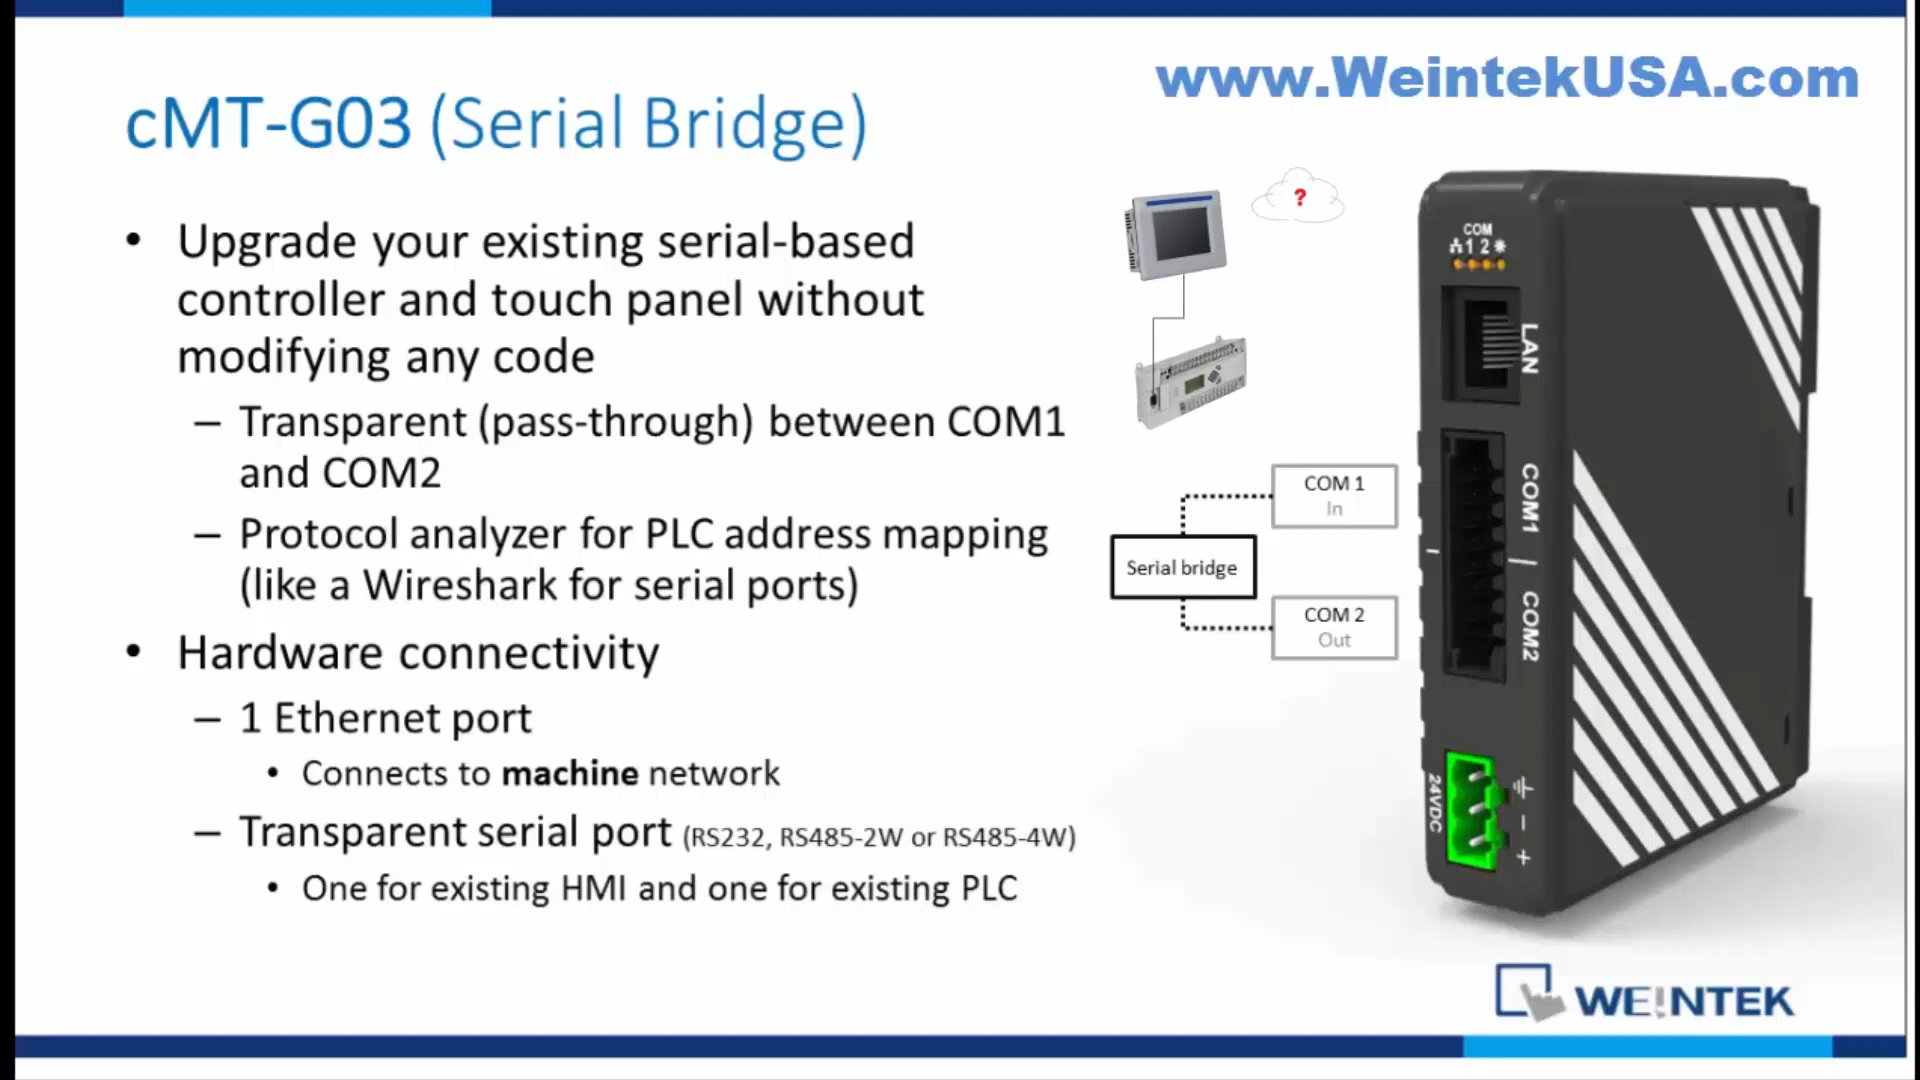 www.WeintekUSA.com
cMT-G03 (Serial Bridge)
• Upgrade your existing serial-based
controller and touch panel without
modifying any code
– Transparent (pass-through) between COM1
and COM2
– Protocol analyzer for PLC address mapping
(like a Wireshark for serial ports)
• Hardware connectivity
– 1 Ethernet port
• Connects to machine network
– Transparent serial port (RS232, RS485-2W or RS485-4W)
• One for existing HMI and one for existing PLC
?
COM 1
In
Serial bridge
COM 2
Out
COM
1 2
LAN
COM1
COM2
24VDC
– +
WEINTEK